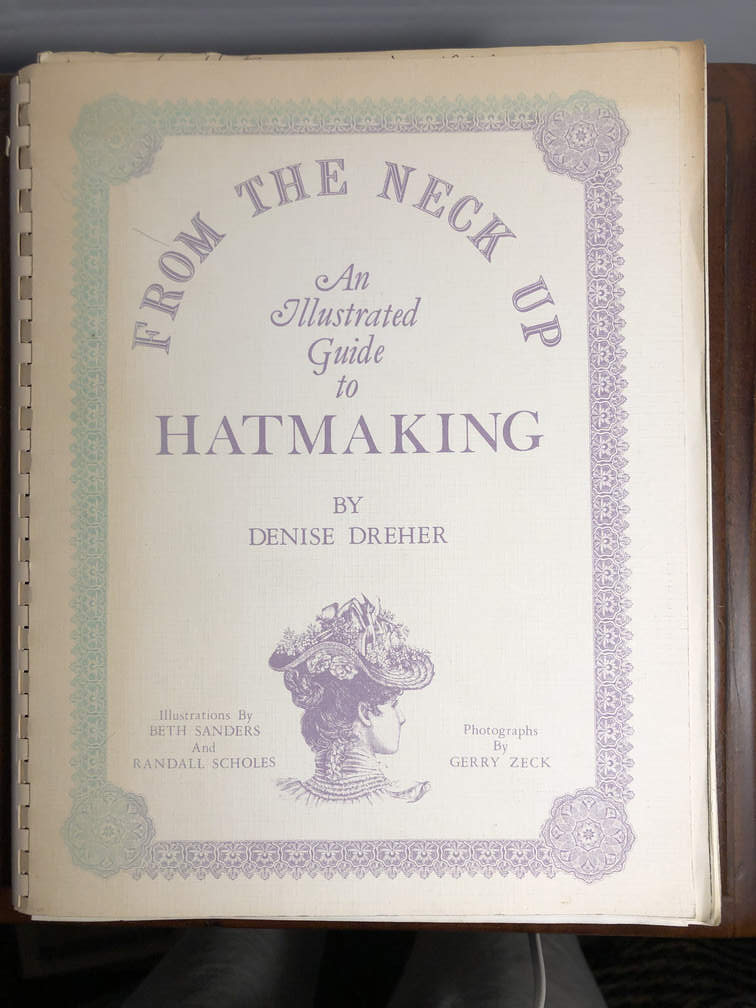 FROM THE NECK UP
An
Illustrated
Guide
to
HATMAKING
BY
DENISE DREHER
Illustrations By
BETH SANDERS
And
RANDALL SCHOLES
Photographs
By
GERRY ZECK